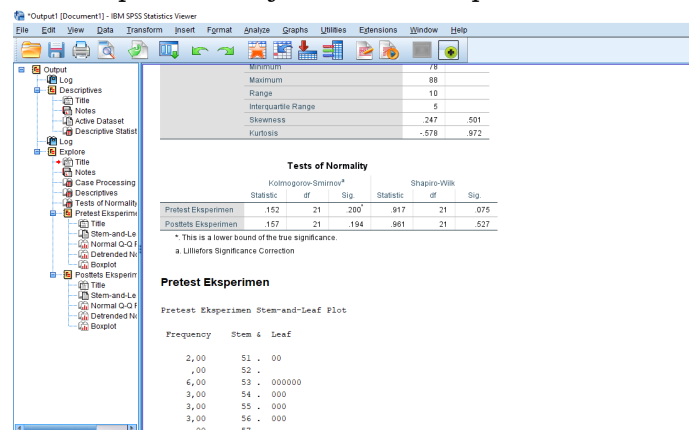 *Output1 [Document1] - IBM SPSS Statistics Viewer
File Edit View Data Transform Insert Format Analyze Graphs Utilities Extensions Window Help
Output
Log
Descriptives
Title
Notes
Active Dataset
Descriptive Statist
Log
Explore
Title
Notes
Case Processing
Descriptives
Tests of Normality
Pretest Eksperime
Title
Stem-and-Le
Normal Q-Q P
Detrended No
Boxplot
Posttets Eksperim
Title
Stem-and-Le
Normal Q-Q P
Detrended No
Boxplot
Minimum 78
Maximum 88
Range 10
Interquartile Range 5
Skewness .247 .501
Kurtosis -.578 .972
Tests of Normality
Kolmogorov-Smirnov a Shapiro-Wilk
Statistic df Sig. Statistic df Sig.
Pretest Eksperimen .152 21 .200* .917 21 .075
Posttets Eksperimen .157 21 .194 .961 21 .527
*. This is a lower bound of the true significance.
a. Lilliefors Significance Correction
Pretest Eksperimen
Pretest Eksperimen Stem-and-Leaf Plot
Frequency Stem & Leaf
2,00 51 . 00
,00 52 .
6,00 53 . 000000
3,00 54 . 000
3,00 55 . 000
3,00 56 . 000